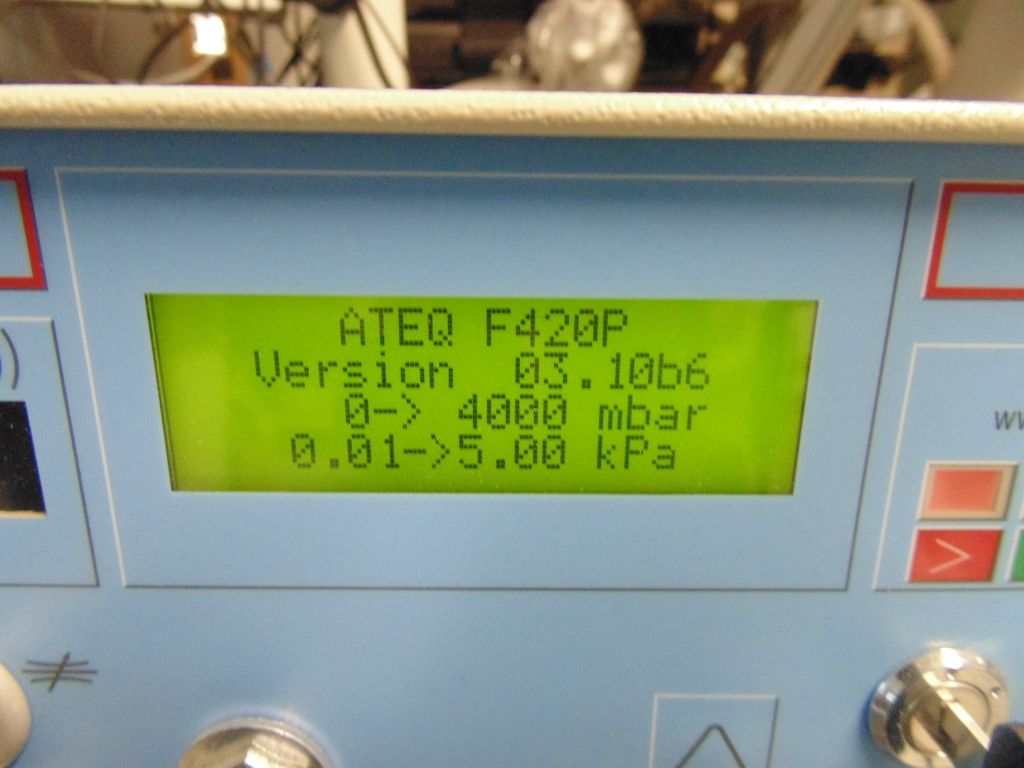 ATEQ F420P
Version 03.10b6
0-> 4000 mbar
0.01->5.00 kPa